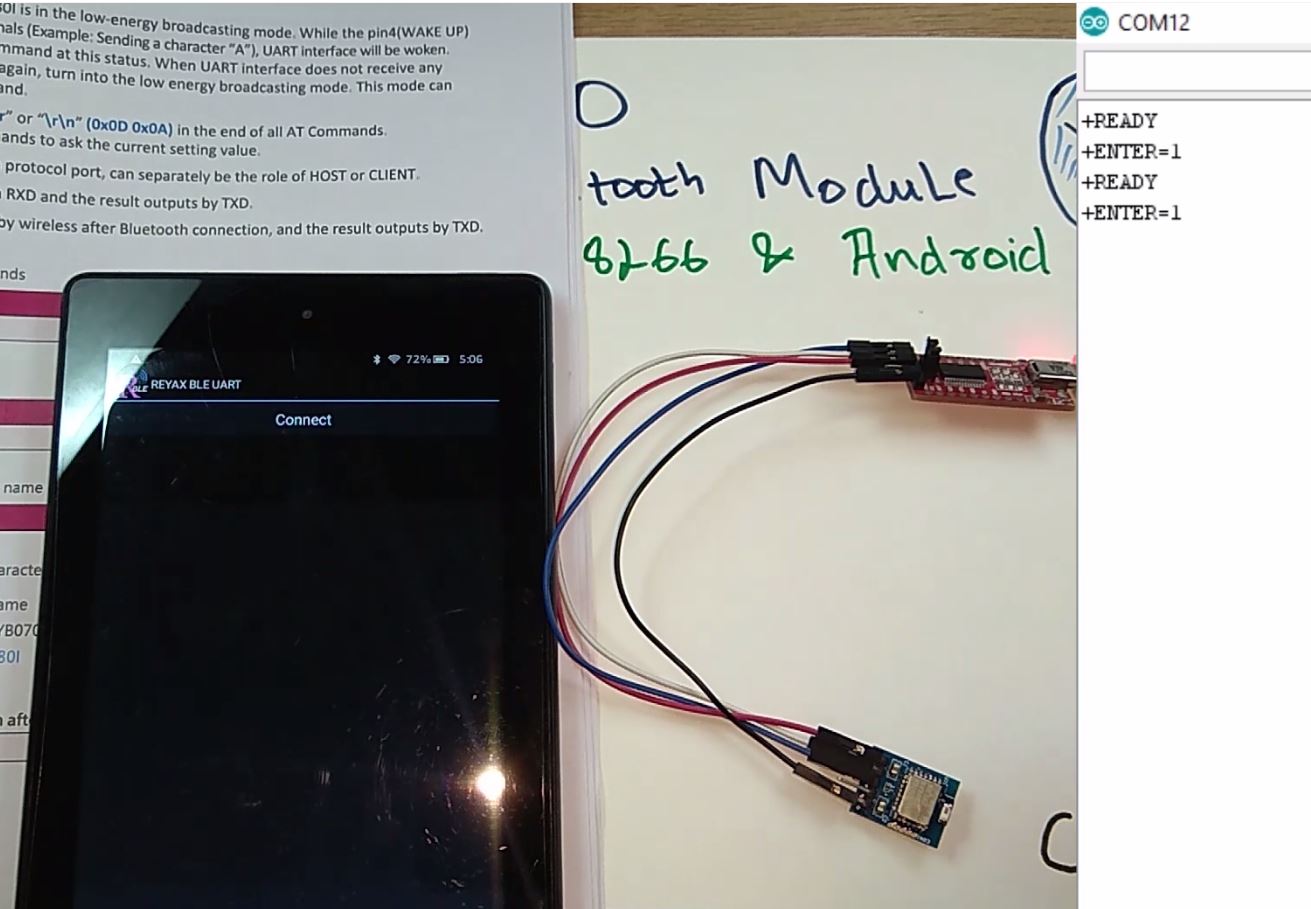 80I is in the low-energy broadcasting mode. While the pin4(WAKE UP)
nals (Example: Sending a character "A"), UART interface will be woken.
mmand at this status. When UART interface does not receive any
again, turn into the low energy broadcasting mode. This mode can
and.
r" or "\r\n" (0x0D 0x0A) in the end of all AT Commands.
ands to ask the current setting value.
protocol port, can separately be the role of HOST or CLIENT.
RXD and the result outputs by TXD.
by wireless after Bluetooth connection, and the result outputs by TXD.
nds
name
aracte
ame
YB070
80I
aft
72% 5:06
BLE REYAX BLE UART
Connect
O
tooth Module
8266 & Android
C
COM12
+READY
+ENTER=1
+READY
+ENTER=1